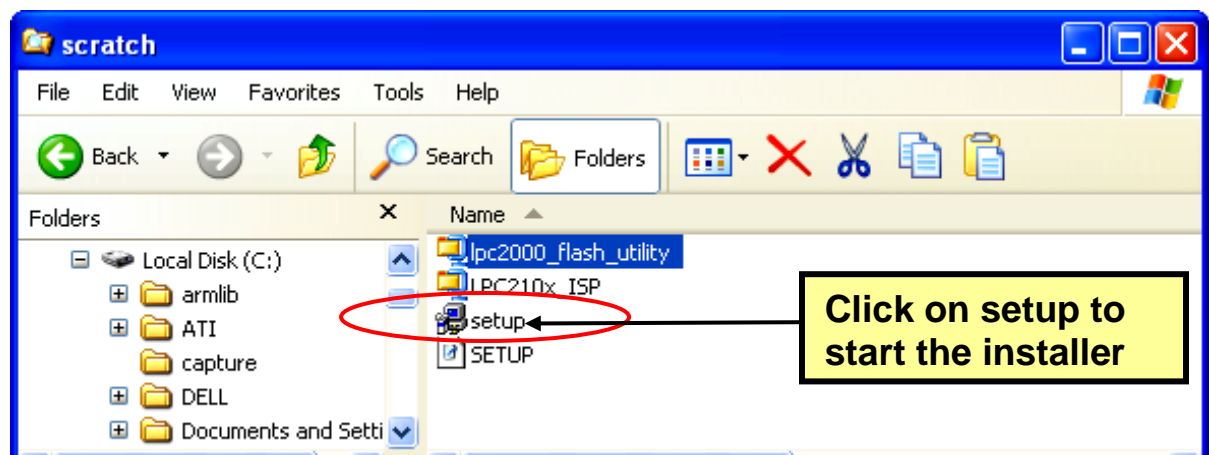 scratch
File Edit View Favorites Tools Help
Back Search Folders
Folders
Name
Local Disk (C:)
armlib
ATI
capture
DELL
Documents and Setti
lpc2000_flash_utility
LPC210x_ISP
setup
SETUP
Click on setup to
start the installer